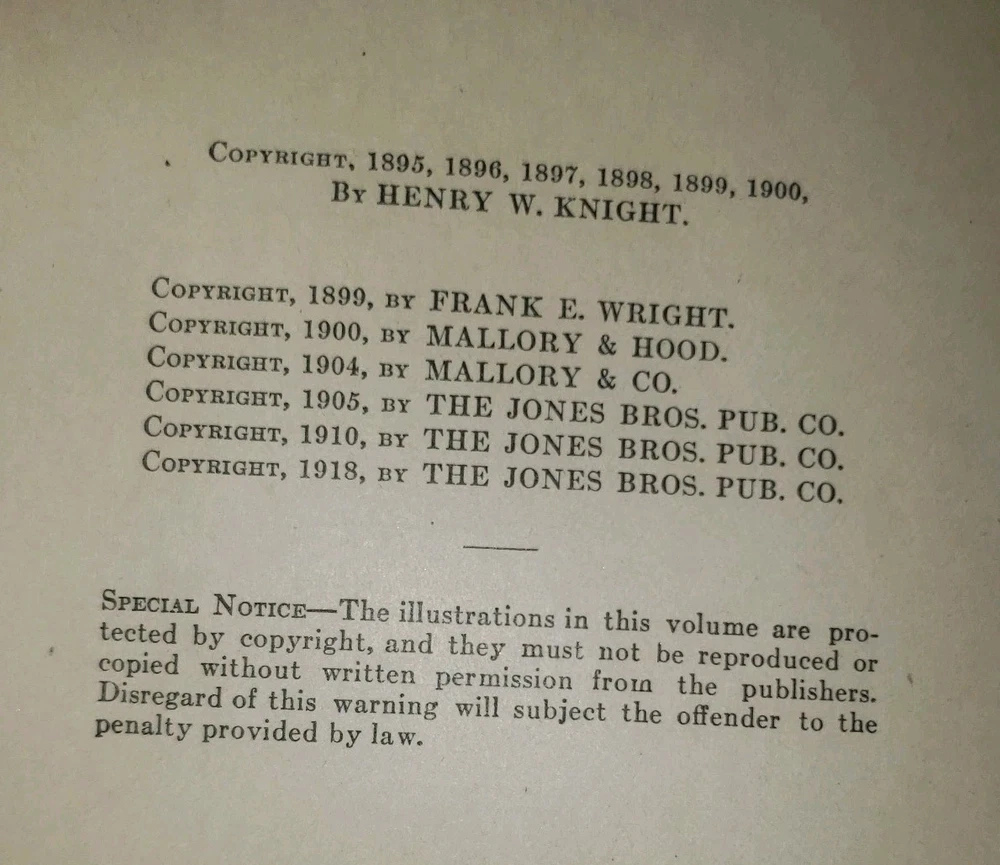 Copyright, 1895, 1896, 1897, 1898, 1899, 1900,
By HENRY W. KNIGHT.
Copyright, 1899, by FRANK E. WRIGHT.
Copyright, 1900, by MALLORY & HOOD.
Copyright, 1904, by MALLORY & CO.
Copyright, 1905, by THE JONES BROS. PUB. CO.
Copyright, 1910, by THE JONES BROS. PUB. CO.
Copyright, 1918, by THE JONES BROS. PUB. CO.
Special Notice—The illustrations in this volume are pro-
tected by copyright, and they must not be reproduced or
copied without written permission from the publishers.
Disregard of this warning will subject the offender to the
penalty provided by law.